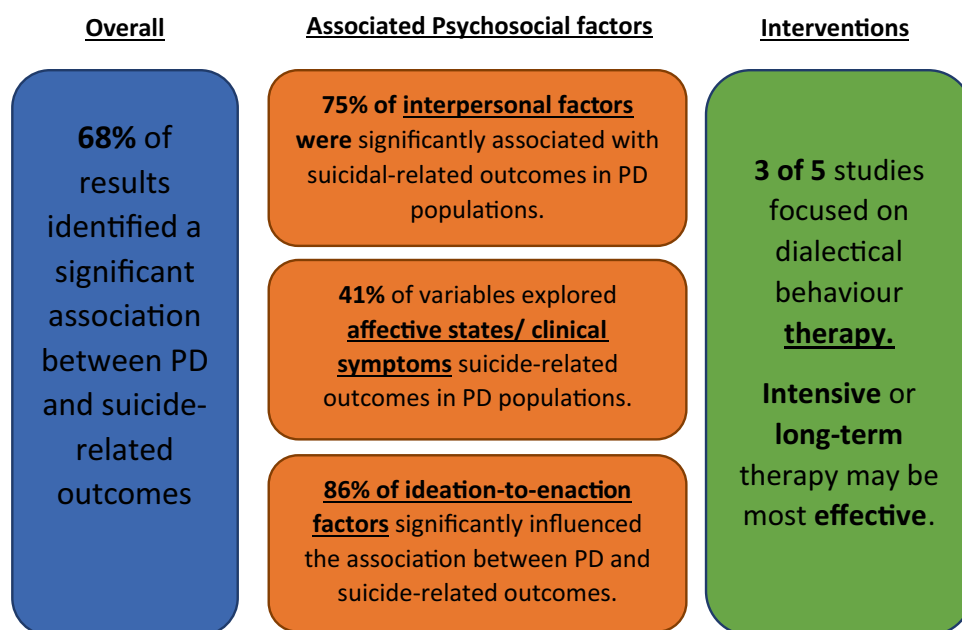 Overall
68% of
results
identified a
significant
association
between PD
and suicide-
related
outcomes
Associated Psychosocial factors
75% of interpersonal factors
were significantly associated with
suicidal-related outcomes in PD
populations.
41% of variables explored
affective states/ clinical
symptoms suicide-related
outcomes in PD populations.
86% of ideation-to-enaction
factors significantly influenced
the association between PD and
suicide-related outcomes.
Interventions
3 of 5 studies
focused on
dialectical
behaviour
therapy.
Intensive or
long-term
therapy may be
most effective.